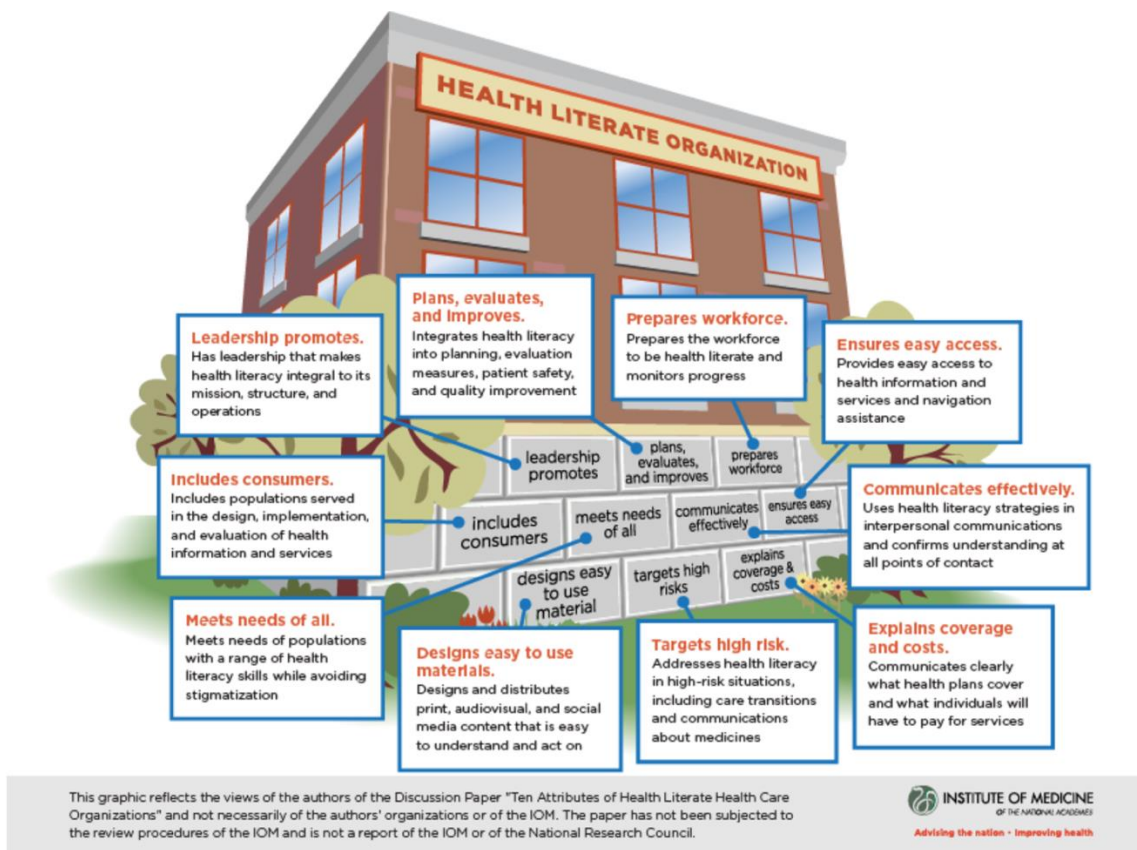 HEALTH LITERATE ORGANIZATION
Leadership promotes.
Has leadership that makes
health literacy integral to its
mission, structure, and
operations
Plans, evaluates,
and improves.
Integrates health literacy
into planning, evaluation
measures, patient safety,
and quality improvement
Prepares workforce.
Prepares the workforce
to be health literate and
monitors progress
Ensures easy access.
Provides easy access to
health information and
services and navigation
assistance
leadership
promotes
plans,
evaluates,
and improves
prepares
workforce
Includes consumers.
Includes populations served
in the design, implementation,
and evaluation of health
information and services
includes
consumers
meets needs
of all
communicates
effectively
ensures easy
access
Communicates effectively.
Uses health literacy strategies in
interpersonal communications
and confirms understanding at
all points of contact
designs easy
to use
material
targets high
risks
explains
coverage &
costs
Meets needs of all.
Meets needs of populations
with a range of health
literacy skills while avoiding
stigmatization
Designs easy to use
materials.
Designs and distributes
print, audiovisual, and social
media content that is easy
to understand and act on
Targets high risk.
Addresses health literacy
in high-risk situations,
including care transitions
and communications
about medicines
Explains coverage
and costs.
Communicates clearly
what health plans cover
and what individuals will
have to pay for services
This graphic reflects the views of the authors of the Discussion Paper "Ten Attributes of Health Literate Health Care
Organizations" and not necessarily of the authors' organizations or of the IOM. The paper has not been subjected to
the review procedures of the IOM and is not a report of the IOM or of the National Research Council.
INSTITUTE OF MEDICINE
OF THE NATIONAL ACADEMIES
Advising the nation • Improving health